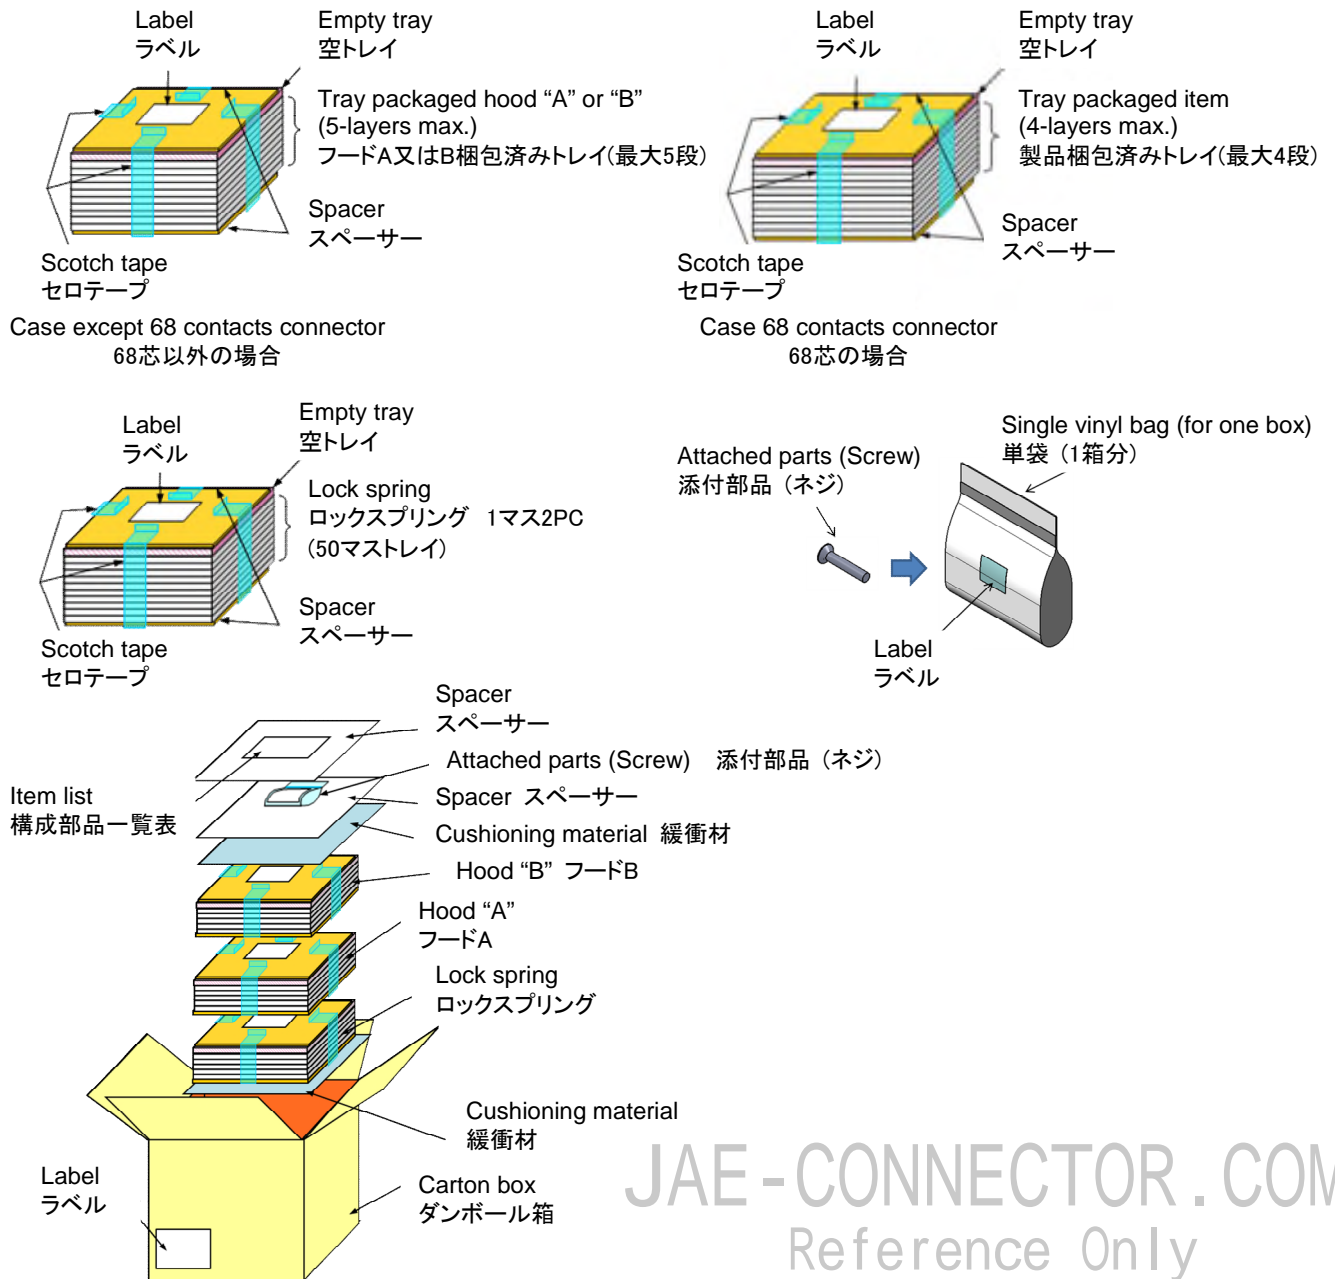 Label
ラベル
Empty tray
空トレイ
Tray packaged hood “A” or “B”
(5-layers max.)
フードA又はB梱包済みトレイ(最大5段)
Spacer
スペーサー
Scotch tape
セロテープ
Case except 68 contacts connector
68芯以外の場合
Label
ラベル
Empty tray
空トレイ
Tray packaged item
(4-layers max.)
製品梱包済みトレイ(最大4段)
Spacer
スペーサー
Scotch tape
セロテープ
Case 68 contacts connector
68芯の場合
Label
ラベル
Empty tray
空トレイ
Lock spring
ロックスプリング 1マス2PC
(50マストレイ)
Spacer
スペーサー
Scotch tape
セロテープ
Attached parts (Screw)
添付部品（ネジ）
Single vinyl bag (for one box)
単袋（1箱分）
Label
ラベル
Spacer
スペーサー
Attached parts (Screw) 添付部品（ネジ）
Item list
構成部品一覧表
Spacer スペーサー
Cushioning material 緩衝材
Hood “B” フードB
Hood “A”
フードA
Lock spring
ロックスプリング
Cushioning material
緩衝材
Label
ラベル
Carton box
ダンボール箱
JAE-CONNECTOR.COM
Reference Only